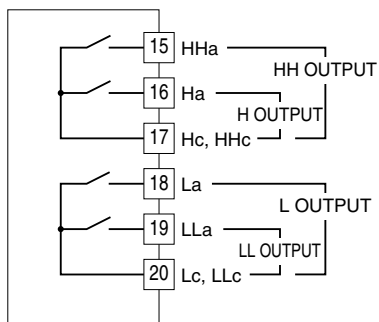 15 HHa
HH OUTPUT
16 Ha
H OUTPUT
17 Hc, HHc
18 La
L OUTPUT
19 LLa
LL OUTPUT
20 Lc, LLc